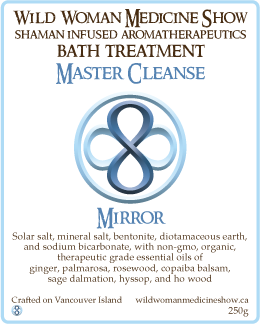 Wild Woman Medicine Show
shaman infused aromatherapeutics
bath treatment
Master Cleanse
Mirror
Solar salt, mineral salt, bentonite, diotamaceous earth,
and sodium bicarbonate, with non-gmo, organic,
therapeutic grade essential oils of
ginger, palmarosa, rosewood, copaiba balsam,
sage dalmation, hyssop, and ho wood
Crafted on Vancouver Island wildwomanmedicineshow.ca
250g